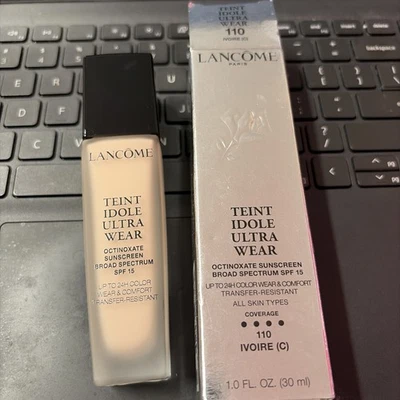 LANCÔME
TEINT
IDOLE
ULTRA
WEAR
OCTINOXATE
SUNSCREEN
BROAD SPECTRUM
SPF 15
UP TO 24H COLOR
WEAR & COMFORT
TRANSFER-RESISTANT
TEINT
IDOLE
ULTRA WEAR
110
IVOIRE (C)
LANCÔME
PARIS
TEINT
IDOLE
ULTRA
WEAR
OCTINOXATE SUNSCREEN
BROAD SPECTRUM SPF 15
UP TO 24H COLOR WEAR & COMFORT
TRANSFER-RESISTANT
ALL SKIN TYPES
COVERAGE
110
IVOIRE (C)
1.0 FL. OZ. (30 ml)
backspace